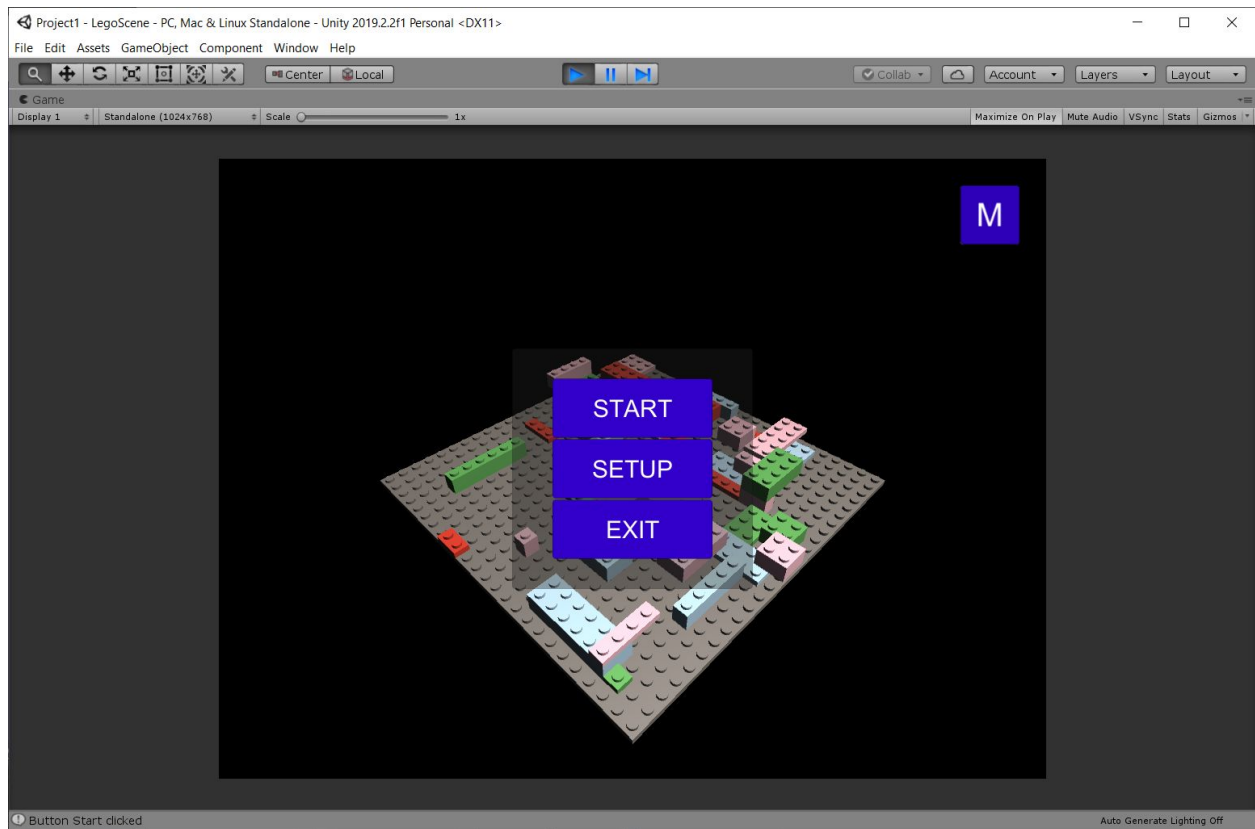 Project1 - LegoScene - PC, Mac & Linux Standalone - Unity 2019.2.2f1 Personal <DX11>
File Edit Assets GameObject Component Window Help
Center Local Collab Account Layers Layout
Game
Display 1 Standalone (1024x768) Scale 1x Maximize On Play Mute Audio VSync Stats Gizmos
M
START
SETUP
EXIT
Button Start clicked Auto Generate Lighting Off